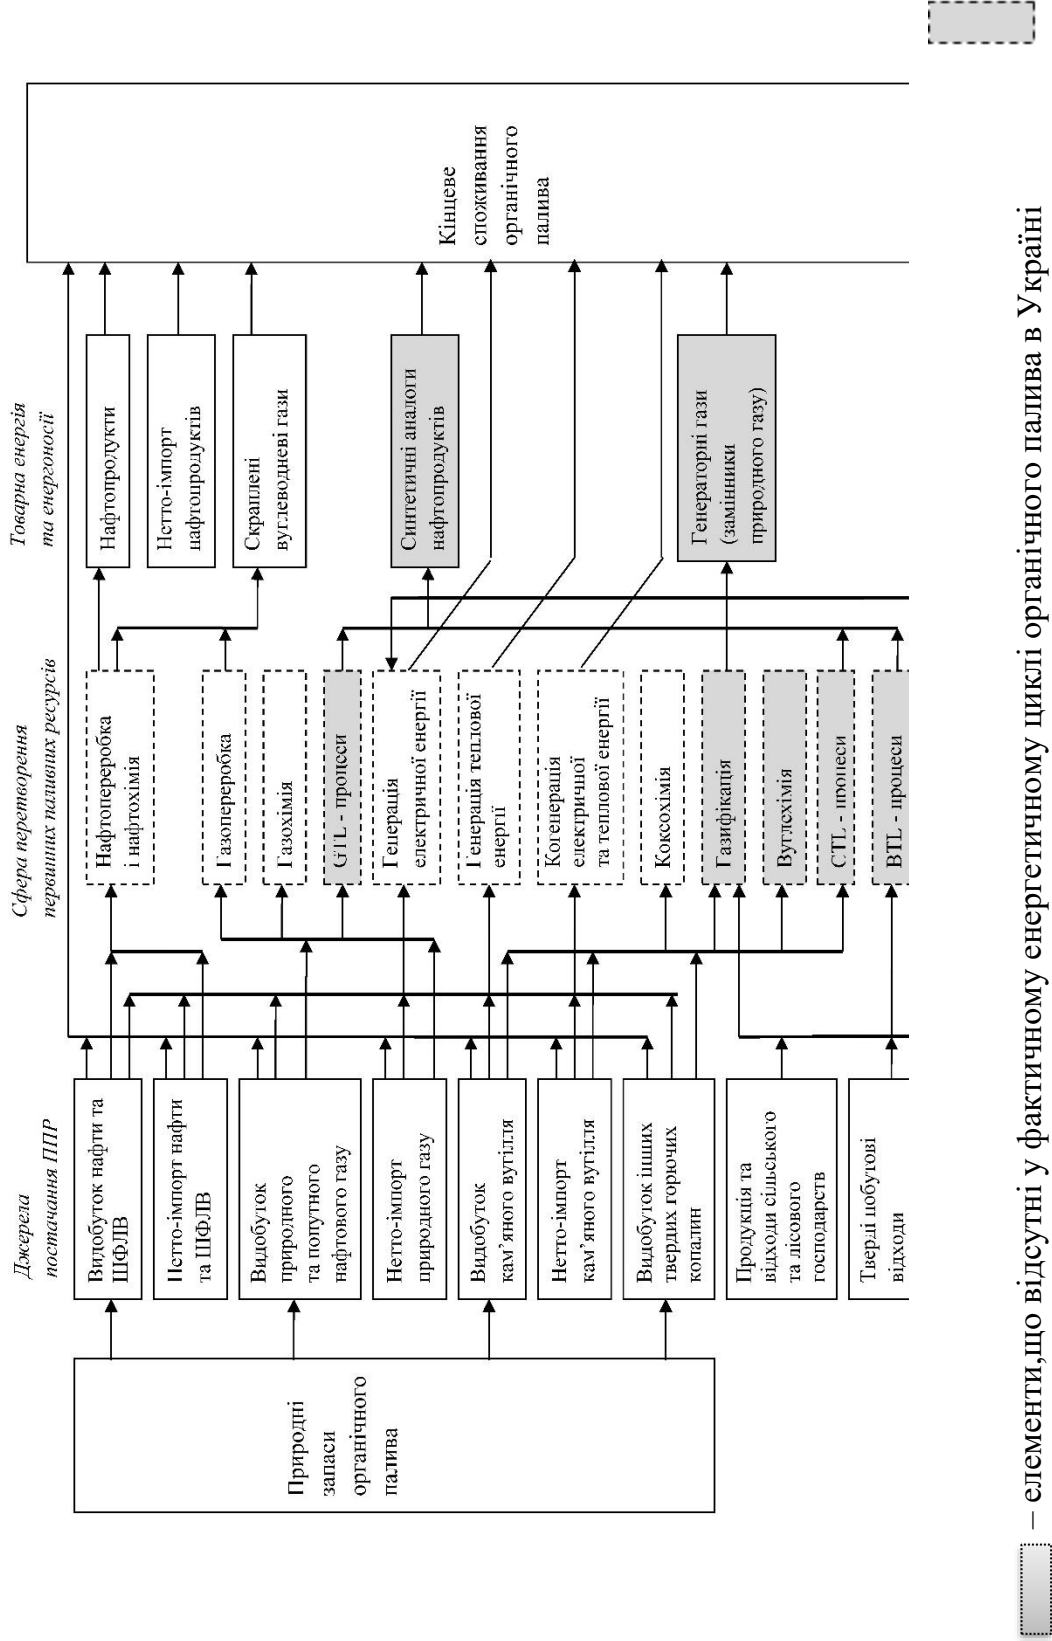 Джерела
постачання ППР
Сфера перетворення
первинних паливних ресурсів
Товарна енергія
та енергоносії
Природні
запаси
органічного
палива
Видобуток нафти та
ШФЛВ
Нетто-імпорт нафти
та ШФЛВ
Видобуток
природного
та попутного
нафтового газу
Нетто-імпорт
природного газу
Видобуток
кам’яного вугілля
Нетто-імпорт
кам’яного вугілля
Видобуток інших
твердих горючих
копалин
Продукція та
відходи сільського
та лісового
господарств
Тверді побутові
відходи
Нафтопереробка
і нафтохімія
Газопереробка
Газохімія
GTL - процеси
Генерація
електричної енергії
Генерація теплової
енергії
Когенерація
електричної
та теплової енергії
Коксохімія
Газифікація
Вуглехімія
CTL - процеси
BTL - процеси
Нафтопродукти
Нетто-імпорт
нафтопродуктів
Скраплені
вуглеводневі гази
Синтетичні аналоги
нафтопродуктів
Генераторні гази
(замінники
природного газу)
Кінцеве
споживання
органічного
палива
– елементи,що відсутні у фактичному енергетичному циклі органічного палива в Україні